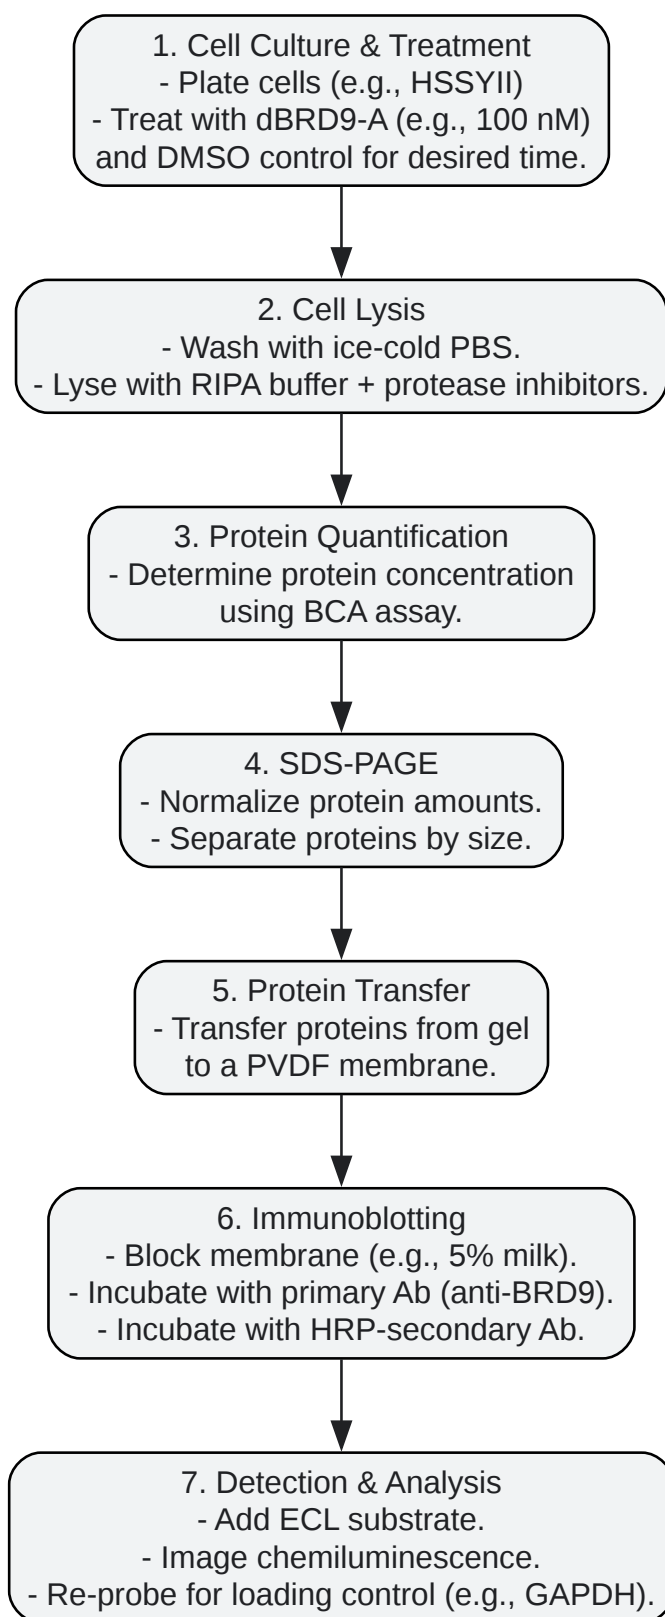 1. Cell Culture & Treatment
- Plate cells (e.g., HSSYII)
- Treat with dBRD9-A (e.g., 100 nM)
and DMSO control for desired time.
2. Cell Lysis
- Wash with ice-cold PBS.
- Lyse with RIPA buffer + protease inhibitors.
3. Protein Quantification
- Determine protein concentration
using BCA assay.
4. SDS-PAGE
- Normalize protein amounts.
- Separate proteins by size.
5. Protein Transfer
- Transfer proteins from gel
to a PVDF membrane.
6. Immunoblotting
- Block membrane (e.g., 5% milk).
- Incubate with primary Ab (anti-BRD9).
- Incubate with HRP-secondary Ab.
7. Detection & Analysis
- Add ECL substrate.
- Image chemiluminescence.
- Re-probe for loading control (e.g., GAPDH).